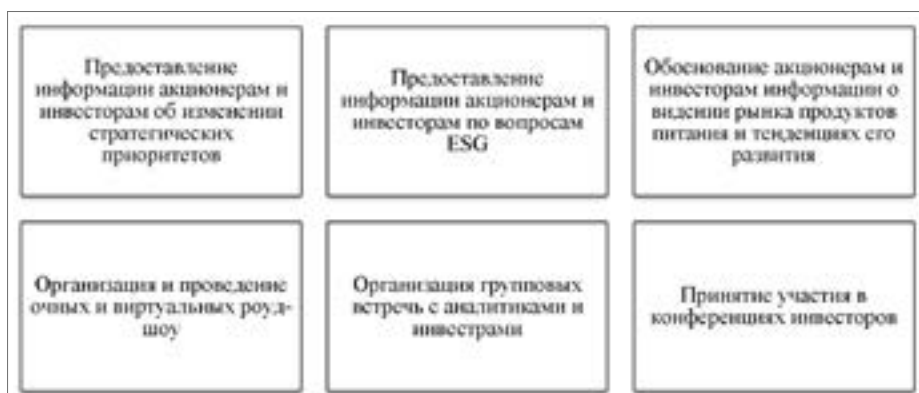 Предоставление
информации акционерам и
инвесторам об изменении
стратегических
приоритетов
Предоставление
информации акционерам и
инвесторам по вопросам
ESG
Обоснование акционерам и
инвесторам информации о
видении рынка продуктов
питания и тенденциях его
развития
Организация и проведение
очных и виртуальных роуд-
шоу
Организация групповых
встречь с аналитиками и
инвестрами
Принятие участия в
конференциях инвесторов